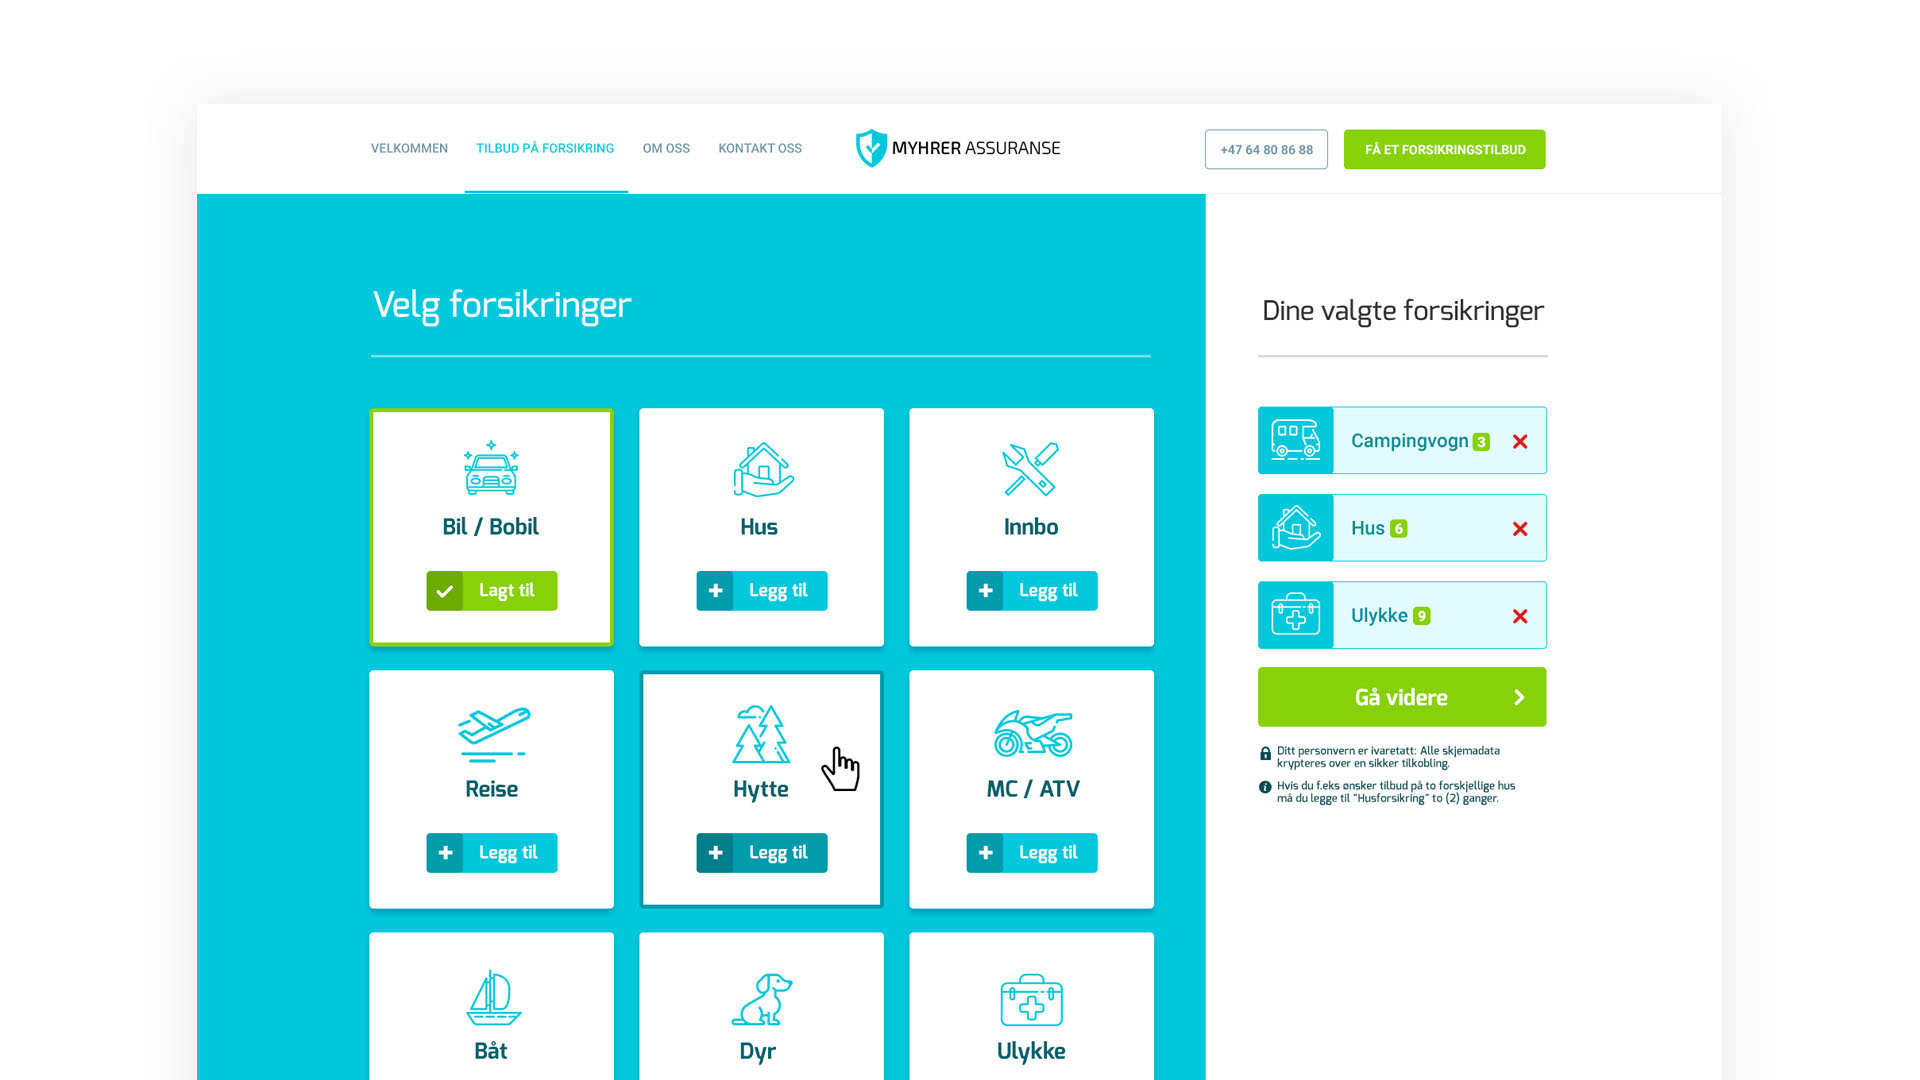 VELKOMMEN TILBUD PÅ FORSIKRING OM OSS KONTAKT OSS MYHRER ASSURANSE +47 64 80 86 88 FÅ ET FORSIKRINGSTILBUD
Velg forsikringer
Bil / Bobil Hus Innbo
Lagt til Legg til Legg til
Reise Hytte MC / ATV
Legg til Legg til Legg til
Båt Dyr Ulykke
Dine valgte forsikringer
Campingvogn 3
Hus 6
Ulykke 9
Gå videre
Ditt personvern er ivaretatt: Alle skjemadata
krypteres over en sikker tilkobling.
Hvis du f.eks ønsker tilbud på to forskjellige hus
må du legge til "Husforsikring" to (2) ganger.